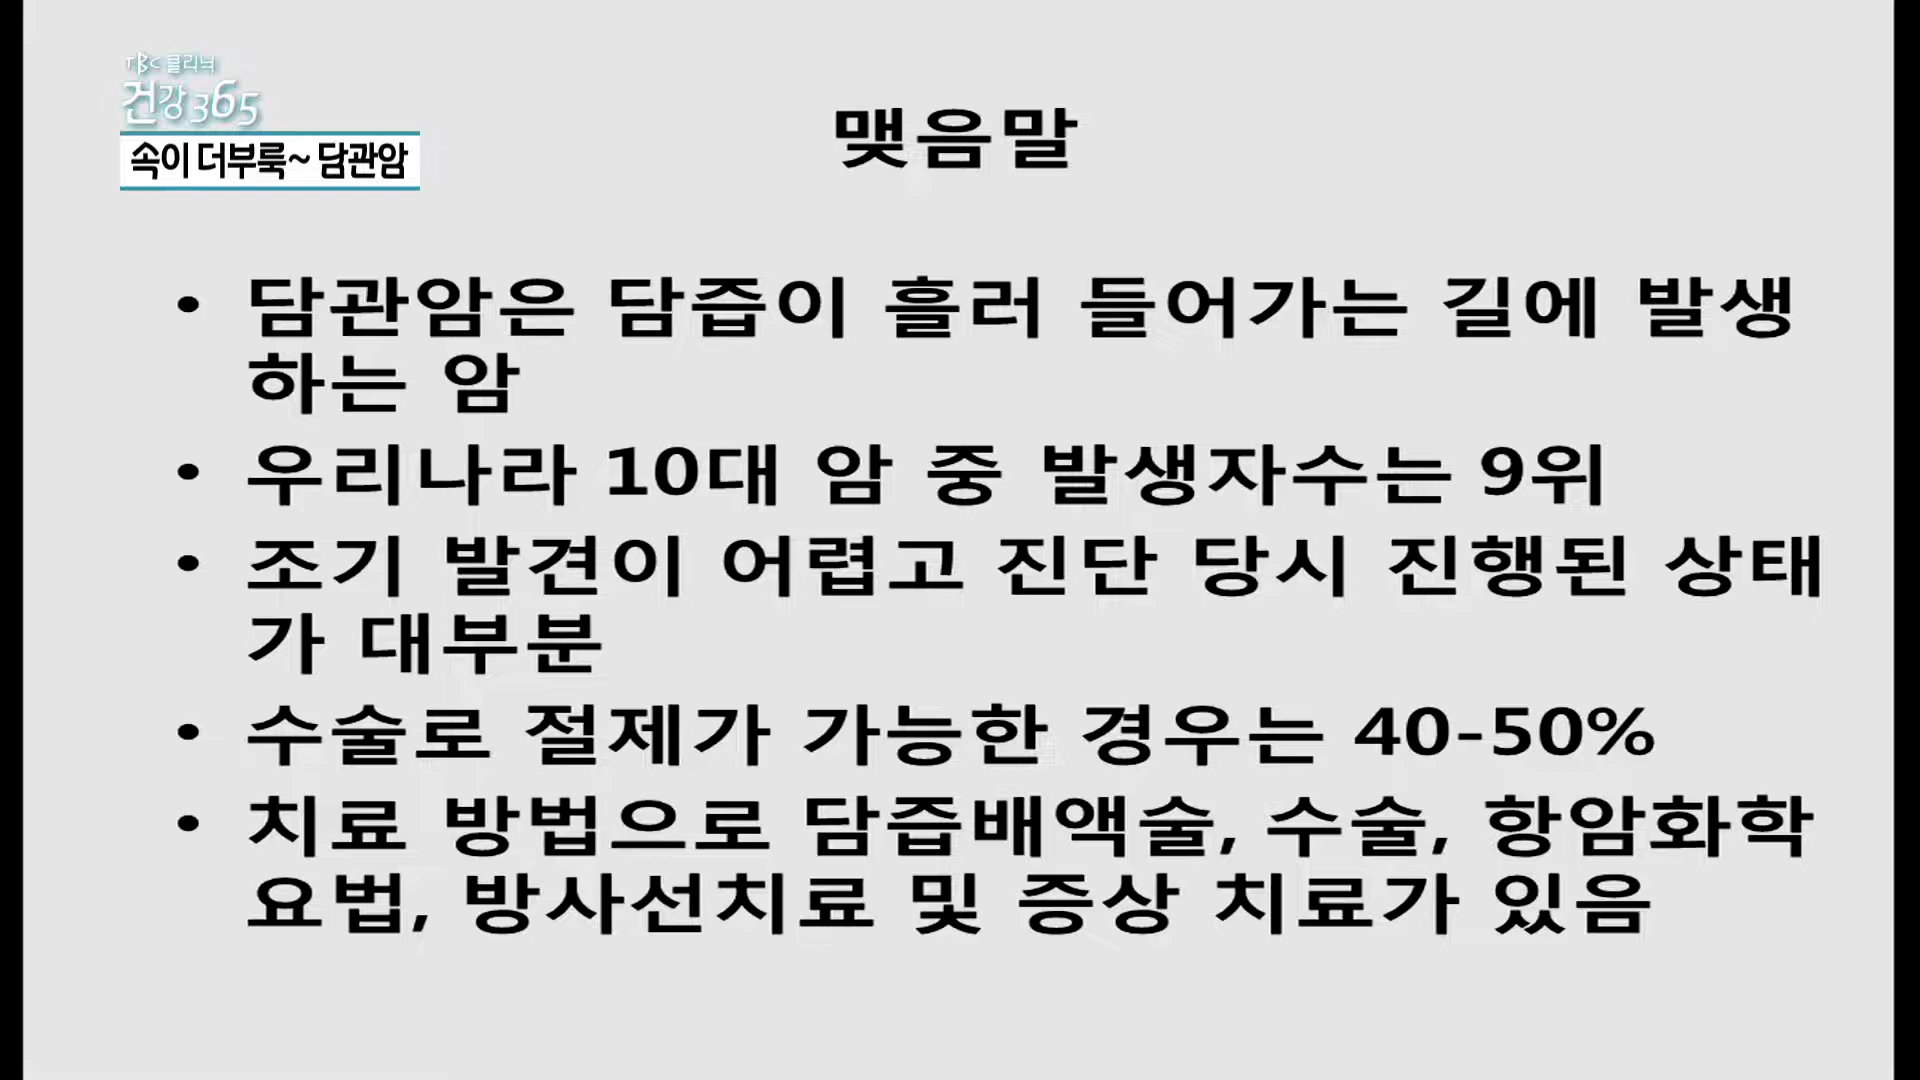 TBC 클리닉
건강365
속이 더부룩~ 담관암
맺음말
• 담관암은 담즙이 흘러 들어가는 길에 발생
하는 암
• 우리나라 10대 암 중 발생자수는 9위
• 조기 발견이 어렵고 진단 당시 진행된 상태
가 대부분
• 수술로 절제가 가능한 경우는 40-50%
• 치료 방법으로 담즙배액술, 수술, 항암화학
요법, 방사선치료 및 증상 치료가 있음